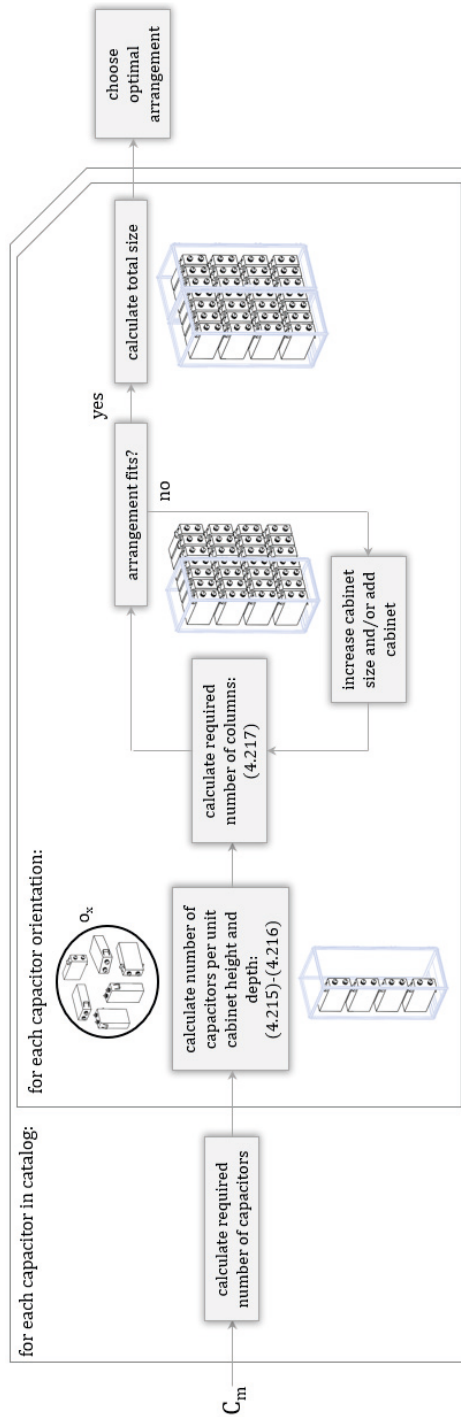 C_m
for each capacitor in catalog:
calculate required
number of capacitors
for each capacitor orientation:
o_x
calculate number of
capacitors per unit
cabinet height and
depth:
(4.215)-(4.216)
calculate required
number of columns:
(4.217)
arrangement fits?
no
increase cabinet
size and/or add
cabinet
yes
calculate total size
choose
optimal
arrangement